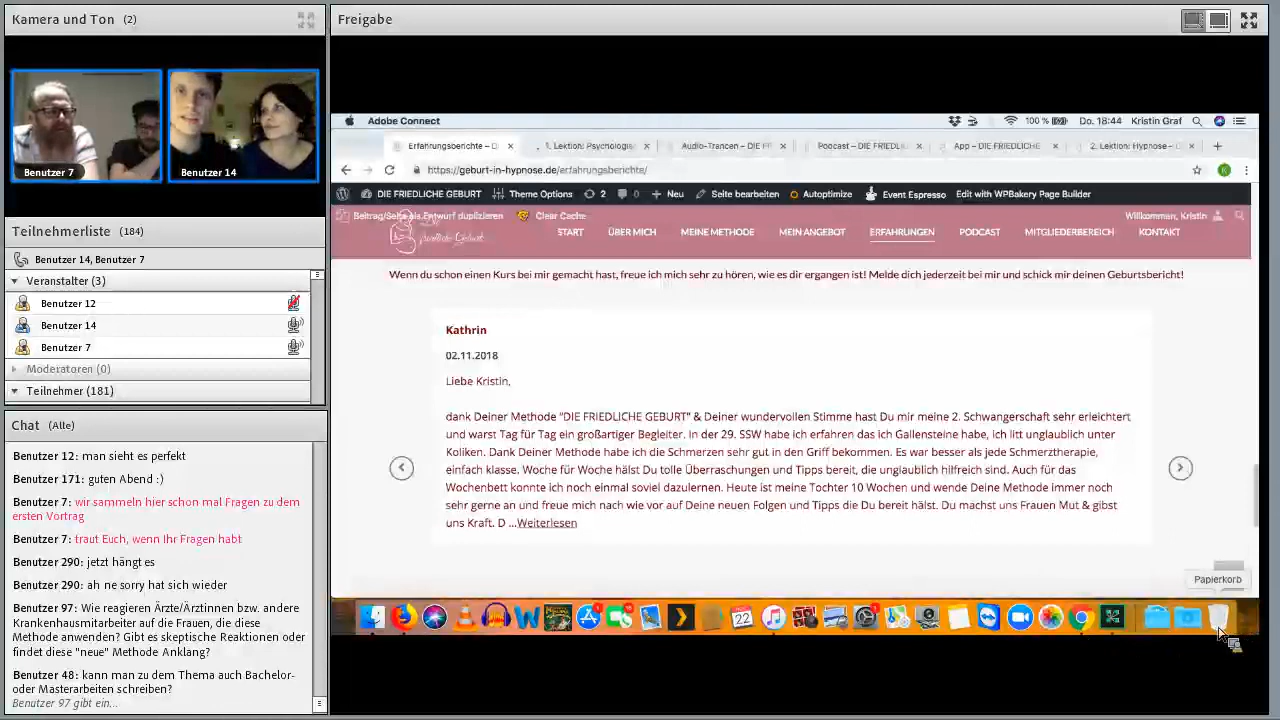 Kamera und Ton (2)
Benutzer 7
Benutzer 14
Teilnehmerliste (184)
Benutzer 14, Benutzer 7
Veranstalter (3)
Benutzer 12
Benutzer 14
Benutzer 7
Moderatoren (0)
Teilnehmer (181)
Chat (Alle)
Benutzer 12: man sieht es perfekt
Benutzer 171: guten Abend :)
Benutzer 7: wir sammeln hier schon mal Fragen zu dem
ersten Vortrag
Benutzer 7: traut Euch, wenn Ihr Fragen habt
Benutzer 290: jetzt hängt es
Benutzer 290: ah ne sorry hat sich wieder
Benutzer 97: Wie reagieren Ärzte/Ärztinnen bzw. andere
Krankenhausmitarbeiter auf die Frauen, die diese
Methode anwenden? Gibt es skeptische Reaktionen oder
findet diese "neue" Methode Anklang?
Benutzer 48: kann man zu dem Thema auch Bachelor-
oder Masterarbeiten schreiben?
Benutzer 97 gibt ein...
Freigabe
Adobe Connect
100 %
Do. 18:44
Kristin Graf
Erfahrungsberichte – D
1. Lektion: Psychologis
Audio-Trancen – DIE FR
Podcast – DIE FRIEDL
App – DIE FRIEDLICHE
2. Lektion: Hypnose – D
https://geburt-in-hypnose.de/erfahrungsberichte/
DIE FRIEDLICHE GEBURT
Theme Options
2
0
Neu
Seite bearbeiten
Autoptimize
Event Espresso
Edit with WPBakery Page Builder
Beitrag/Seite als Entwurf duplizieren
Clear Cache
Willkommen, Kristin
Die
friedliche Geburt
START
ÜBER MICH
MEINE METHODE
MEIN ANGEBOT
ERFAHRUNGEN
PODCAST
MITGLIEDERBEREICH
KONTAKT
Wenn du schon einen Kurs bei mir gemacht hast, freue ich mich sehr zu hören, wie es dir ergangen ist! Melde dich jederzeit bei mir und schick mir deinen Geburtsbericht!
Kathrin
02.11.2018
Liebe Kristin,
dank Deiner Methode "DIE FRIEDLICHE GEBURT" & Deiner wundervollen Stimme hast Du mir meine 2. Schwangerschaft sehr erleichtert
und warst Tag für Tag ein großartiger Begleiter. In der 29. SSW habe ich erfahren das ich Gallensteine habe, ich litt unglaublich unter
Koliken. Dank Deiner Methode habe ich die Schmerzen sehr gut in den Griff bekommen. Es war besser als jede Schmerztherapie,
einfach klasse. Woche für Woche hälst Du tolle Überraschungen und Tipps bereit, die unglaublich hilfreich sind. Auch für das
Wochenbett konnte ich noch einmal soviel dazulernen. Heute ist meine Tochter 10 Wochen und wende Deine Methode immer noch
sehr gerne an und freue mich nach wie vor auf Deine neuen Folgen und Tipps die Du bereit hälst. Du machst uns Frauen Mut & gibst
uns Kraft. D ...Weiterlesen
Papierkorb
22